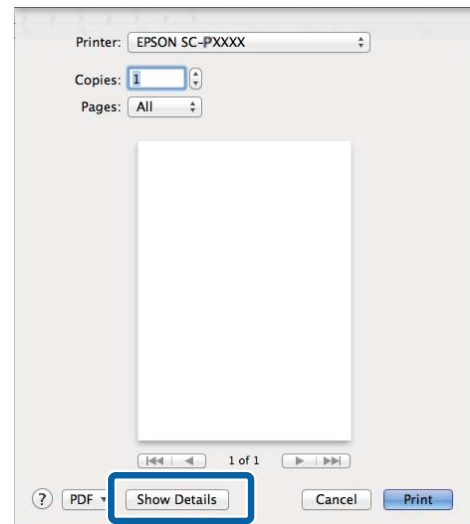 Printer: EPSON SC-PXXXX
Copies: 1
Pages: All
1 of 1
? PDF Show Details Cancel Print